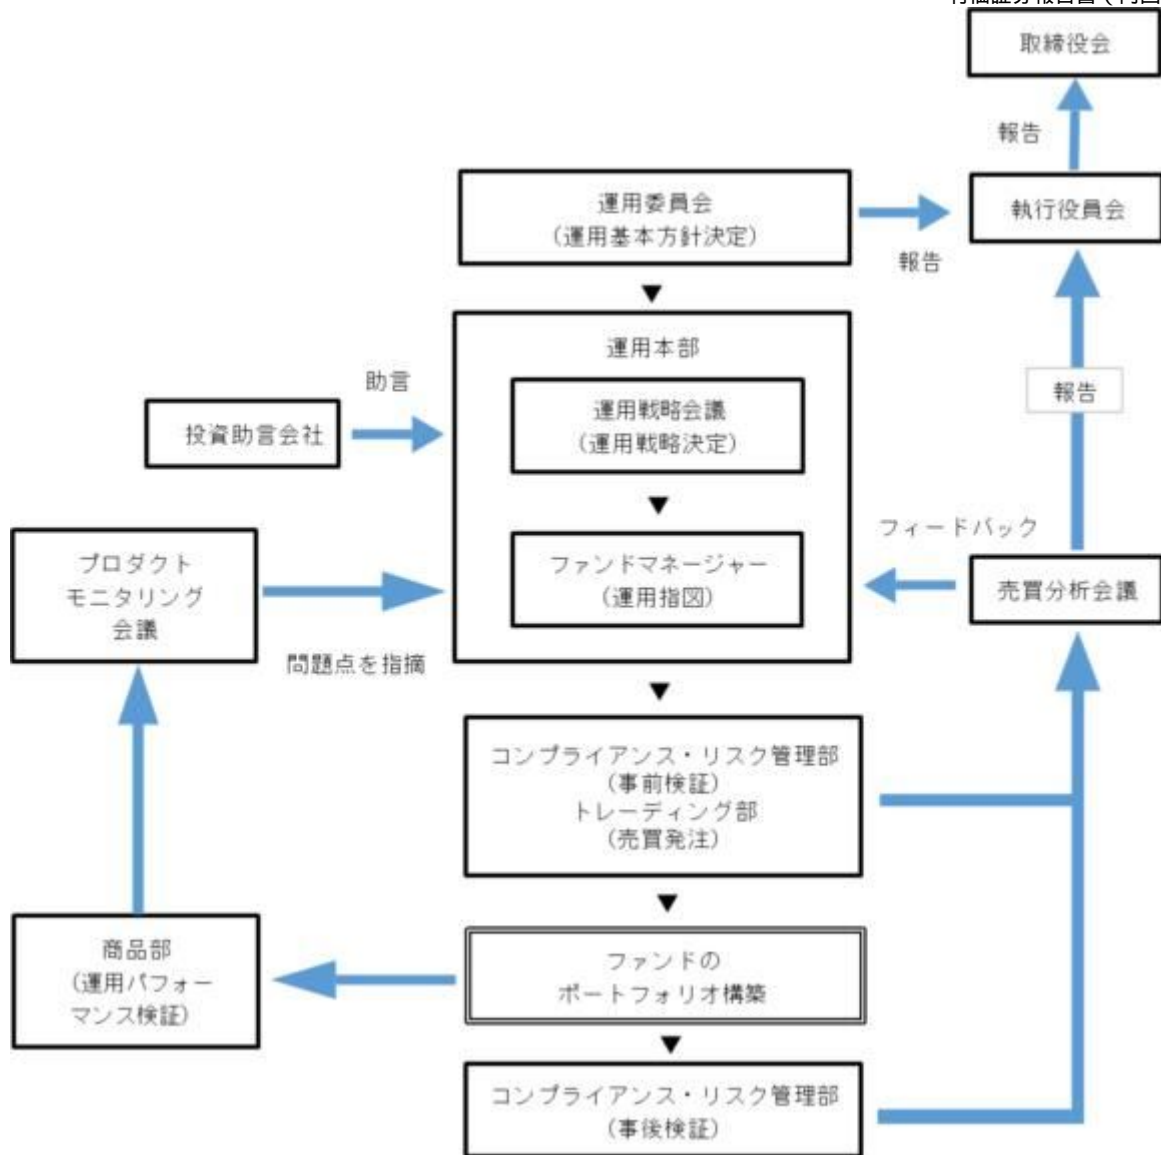 取締役会
報告
運用委員会
(運用基本方針決定)
執行役員会
報告
運用本部
助言
運用戦略会議
(運用戦略決定)
報告
投資助言会社
フィードバック
プロダクト
モニタリング
会議
ファンドマネージャー
(運用指図)
売買分析会議
問題点を指摘
コンプライアンス・リスク管理部
(事前検証)
トレーディング部
(売買発注)
商品部
(運用パフォー
マンス検証)
ファンドの
ポートフォリオ構築
コンプライアンス・リスク管理部
(事後検証)